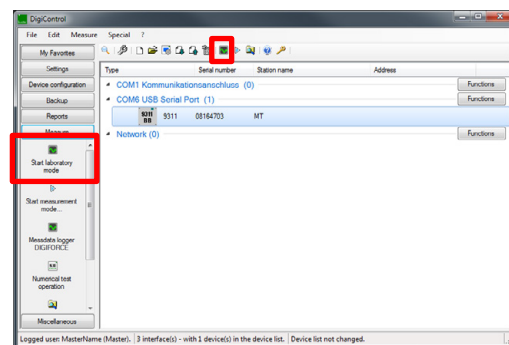 DigiControl
File Edit Measure Special ?
My Favorites
Settings
Device configuration
Backup
Reports
Measure
Start laboratory
mode
Start measurement
mode...
Messdata logger
DIGIFORCE
Numerical test
operation
Miscellaneous
Type Serial number Station name Address
COM1 Kommunikationsanschluss (0) Functions
COM6 USB Serial Port (1) Functions
9311 9311 08164703 MT
Network (0) Functions
Logged user: MasterName (Master). 3 interface(s) - with 1 device(s) in the device list. Device list not changed.